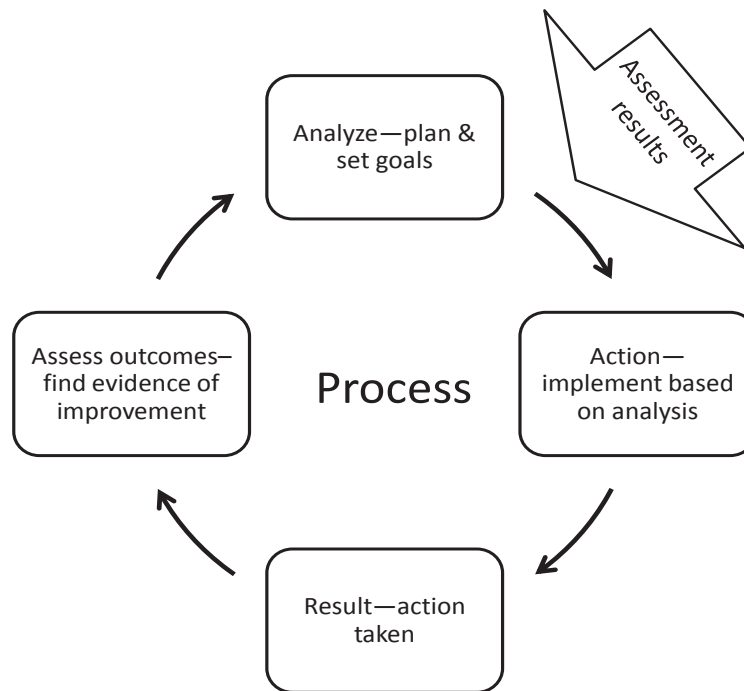 Assessment
results
Analyze—plan &
set goals
Action—
implement based
on analysis
Process
Assess outcomes–
find evidence of
improvement
Result—action
taken